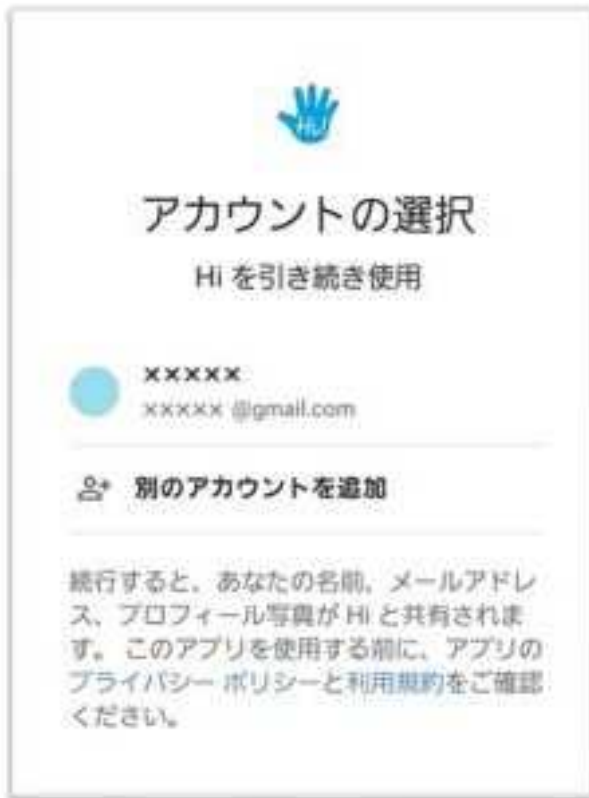 Hi!
アカウントの選択
Hi を引き続き使用
×××××
××××× @gmail.com
別のアカウントを追加
続行すると、あなたの名前、メールアドレ
ス、プロフィール写真が Hi と共有されま
す。 このアプリを使用する前に、アプリの
プライバシー ポリシーと利用規約をご確認
ください。